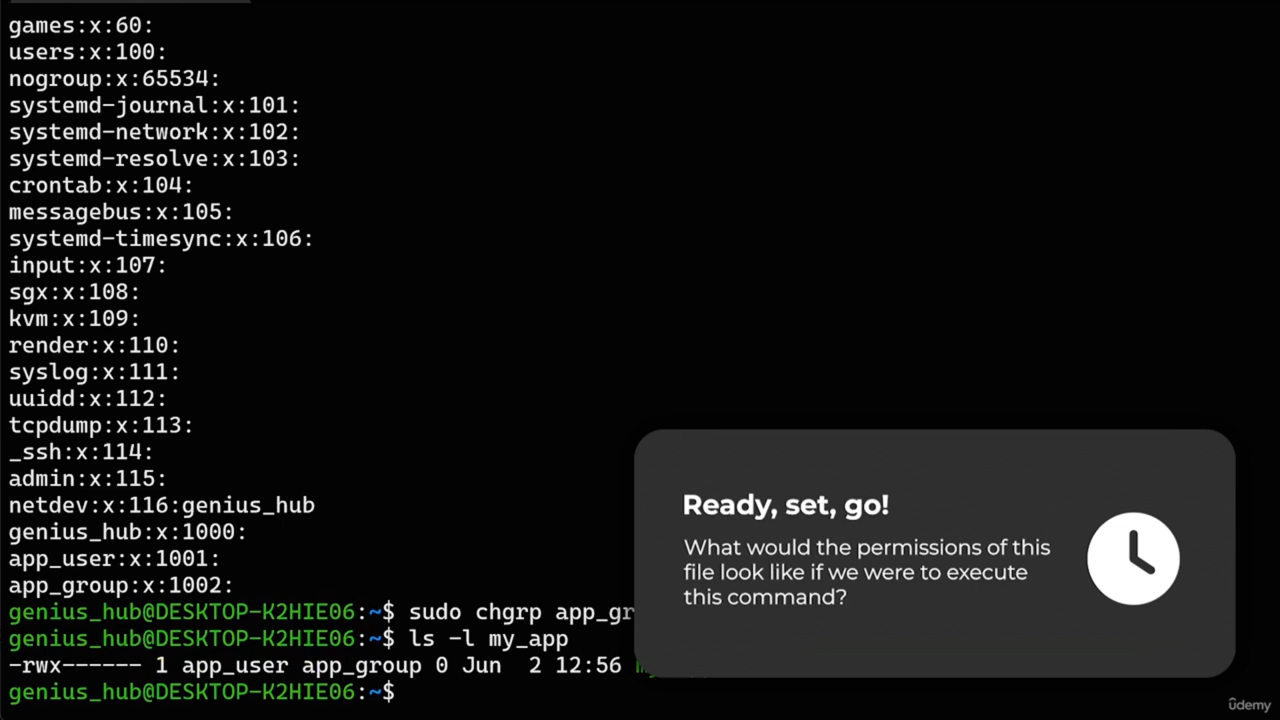 games:x:60:
users:x:100:
nogroup:x:65534:
systemd-journal:x:101:
systemd-network:x:102:
systemd-resolve:x:103:
crontab:x:104:
messagebus:x:105:
systemd-timesync:x:106:
input:x:107:
sgx:x:108:
kvm:x:109:
render:x:110:
syslog:x:111:
uuidd:x:112:
tcpdump:x:113:
_ssh:x:114:
admin:x:115:
netdev:x:116:genius_hub
genius_hub:x:1000:
app_user:x:1001:
app_group:x:1002:
genius_hub@DESKTOP-K2HIE06:~$ sudo chgrp app_gr
genius_hub@DESKTOP-K2HIE06:~$ ls -l my_app
-rwx------ 1 app_user app_group 0 Jun  2 12:56
genius_hub@DESKTOP-K2HIE06:~$
Ready, set, go!
What would the permissions of this
file look like if we were to execute
this command?
ûdemy